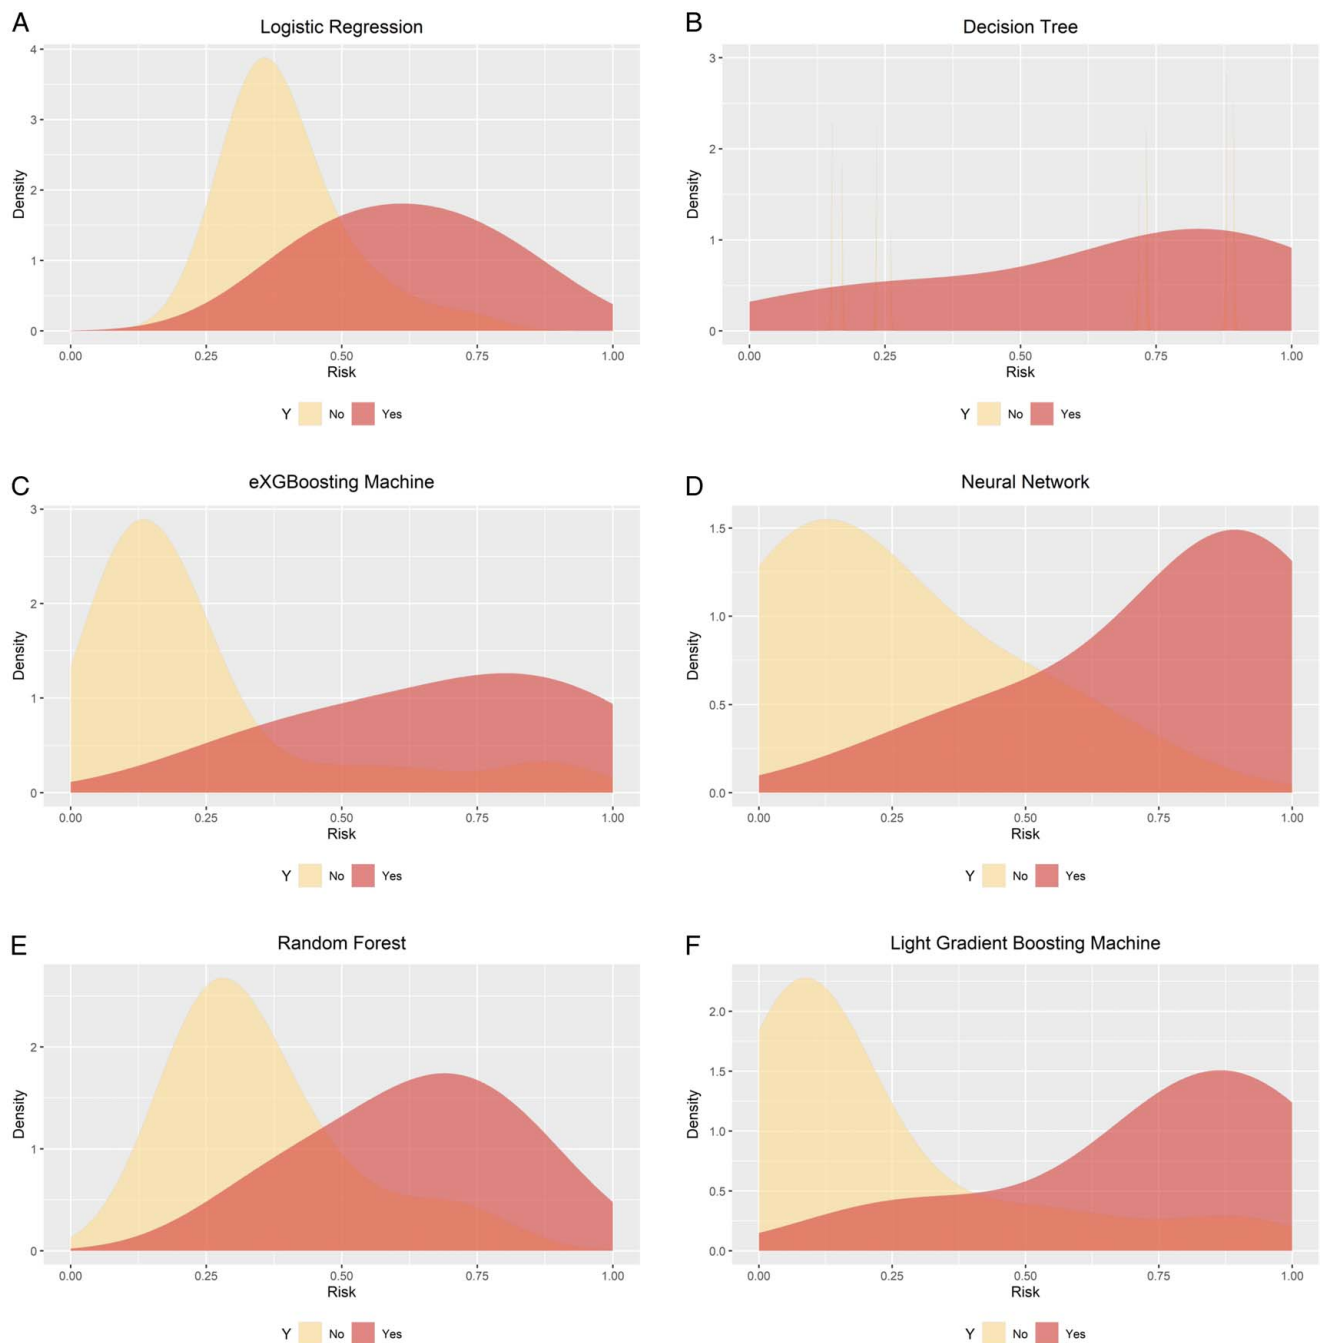 A
Logistic Regression
4
3
2
1
0
Density
0.00 0.25 0.50 0.75 1.00
Risk
Y No Yes
B
Decision Tree
3
2
1
0
Density
0.00 0.25 0.50 0.75 1.00
Risk
Y No Yes
C
eXGBoosting Machine
3
2
1
0
Density
0.00 0.25 0.50 0.75 1.00
Risk
Y No Yes
D
Neural Network
1.5
1.0
0.5
0.0
Density
0.00 0.25 0.50 0.75 1.00
Risk
Y No Yes
E
Random Forest
2
1
0
Density
0.00 0.25 0.50 0.75 1.00
Risk
Y No Yes
F
Light Gradient Boosting Machine
2.0
1.5
1.0
0.5
0.0
Density
0.00 0.25 0.50 0.75 1.00
Risk
Y No Yes